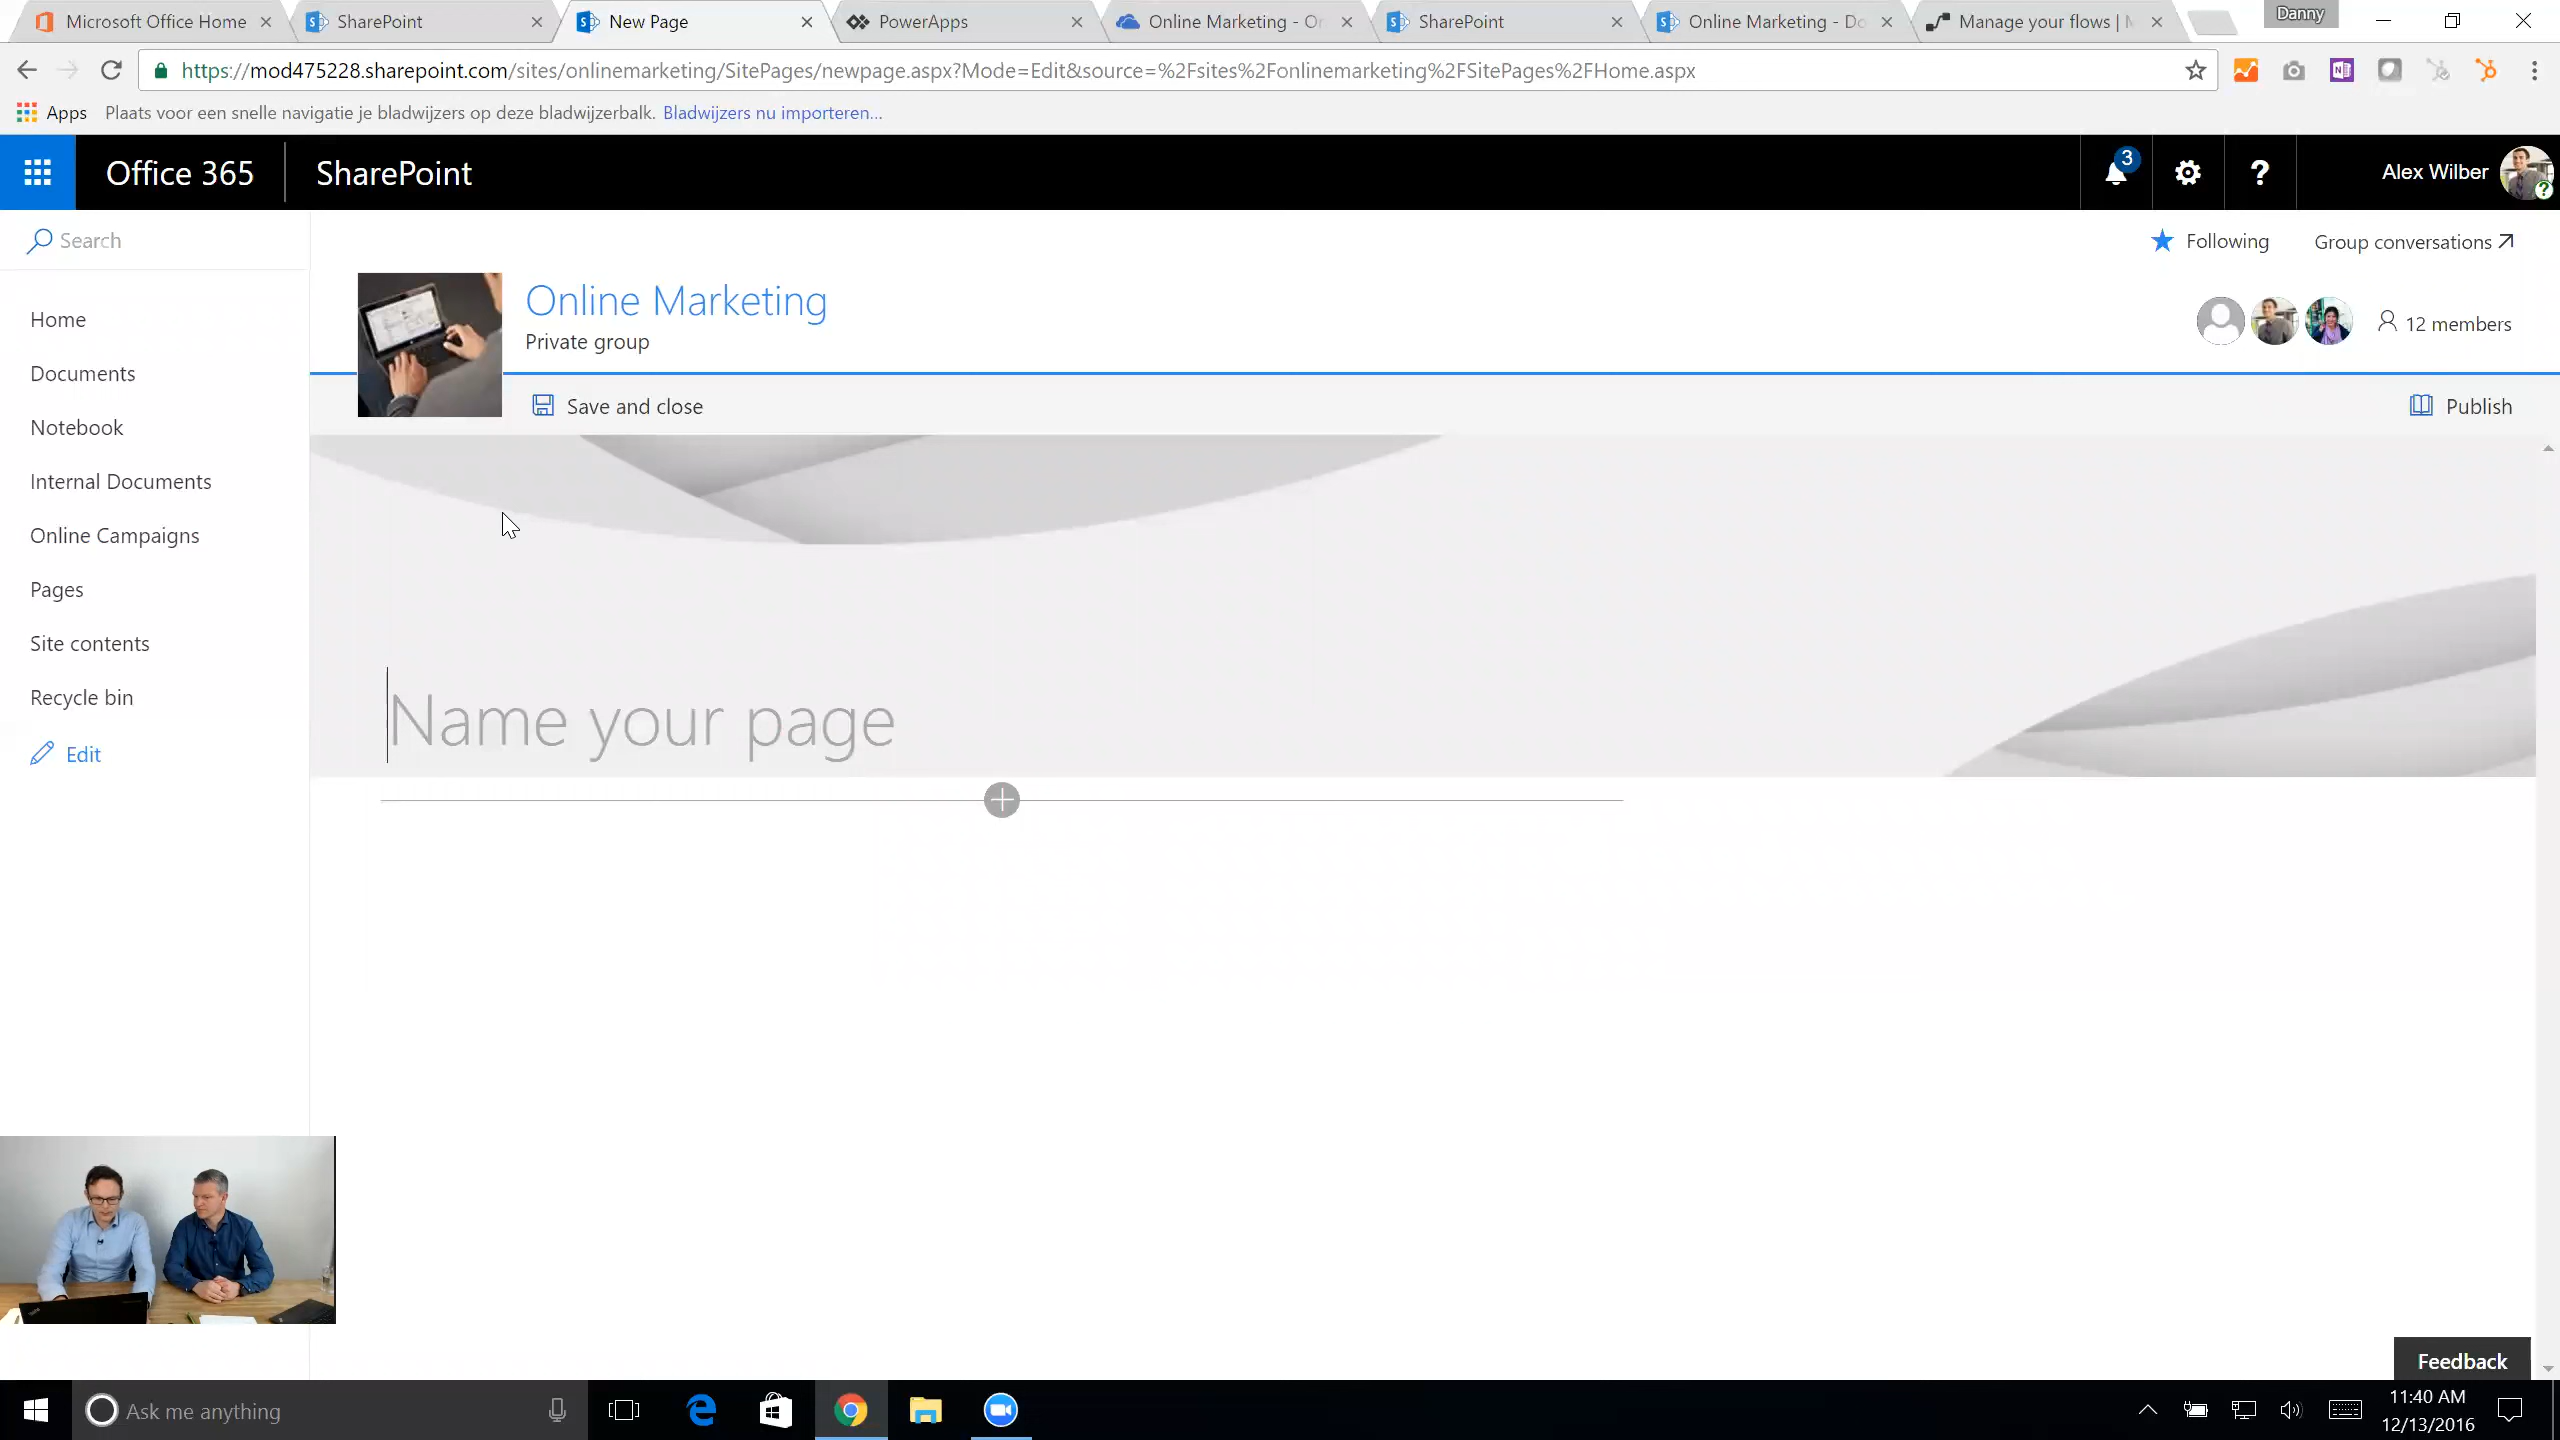 Microsoft Office Home
SharePoint
New Page
PowerApps
Online Marketing - Or
SharePoint
Online Marketing - Do
Manage your flows | M
Danny
https://mod475228.sharepoint.com/sites/onlinemarketing/SitePages/newpage.aspx?Mode=Edit&source=%2Fsites%2Fonlinemarketing%2FSitePages%2FHome.aspx
Apps Plaats voor een snelle navigatie je bladwijzers op deze bladwijzerbalk. Bladwijzers nu importeren...
Office 365
SharePoint
3
?
Alex Wilber
Search
Following
Group conversations
Online Marketing
Private group
12 members
Save and close
Publish
Home
Documents
Notebook
Internal Documents
Online Campaigns
Pages
Site contents
Recycle bin
Edit
Name your page
Feedback
Ask me anything
11:40 AM
12/13/2016